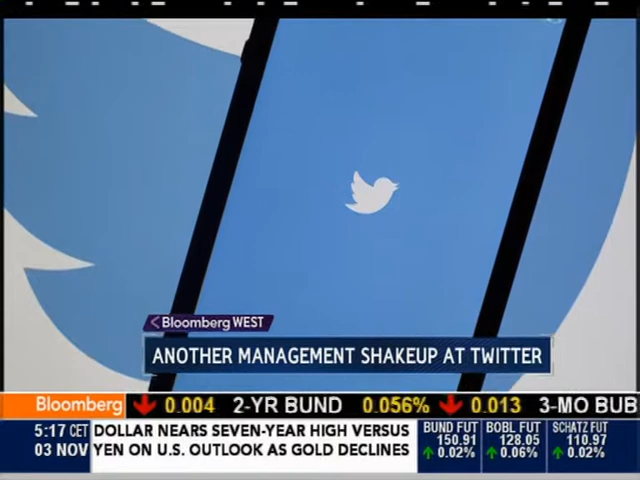 Bloomberg WEST
ANOTHER MANAGEMENT SHAKEUP AT TWITTER
Bloomberg 0.004 2-YR BUND 0.056% 0.013 3-MO BUB
5:17 CET
03 NOV
DOLLAR NEARS SEVEN-YEAR HIGH VERSUS
YEN ON U.S. OUTLOOK AS GOLD DECLINES
BUND FUT
150.91
0.02%
BOBL FUT
128.05
0.06%
SCHATZ FUT
110.97
0.02%